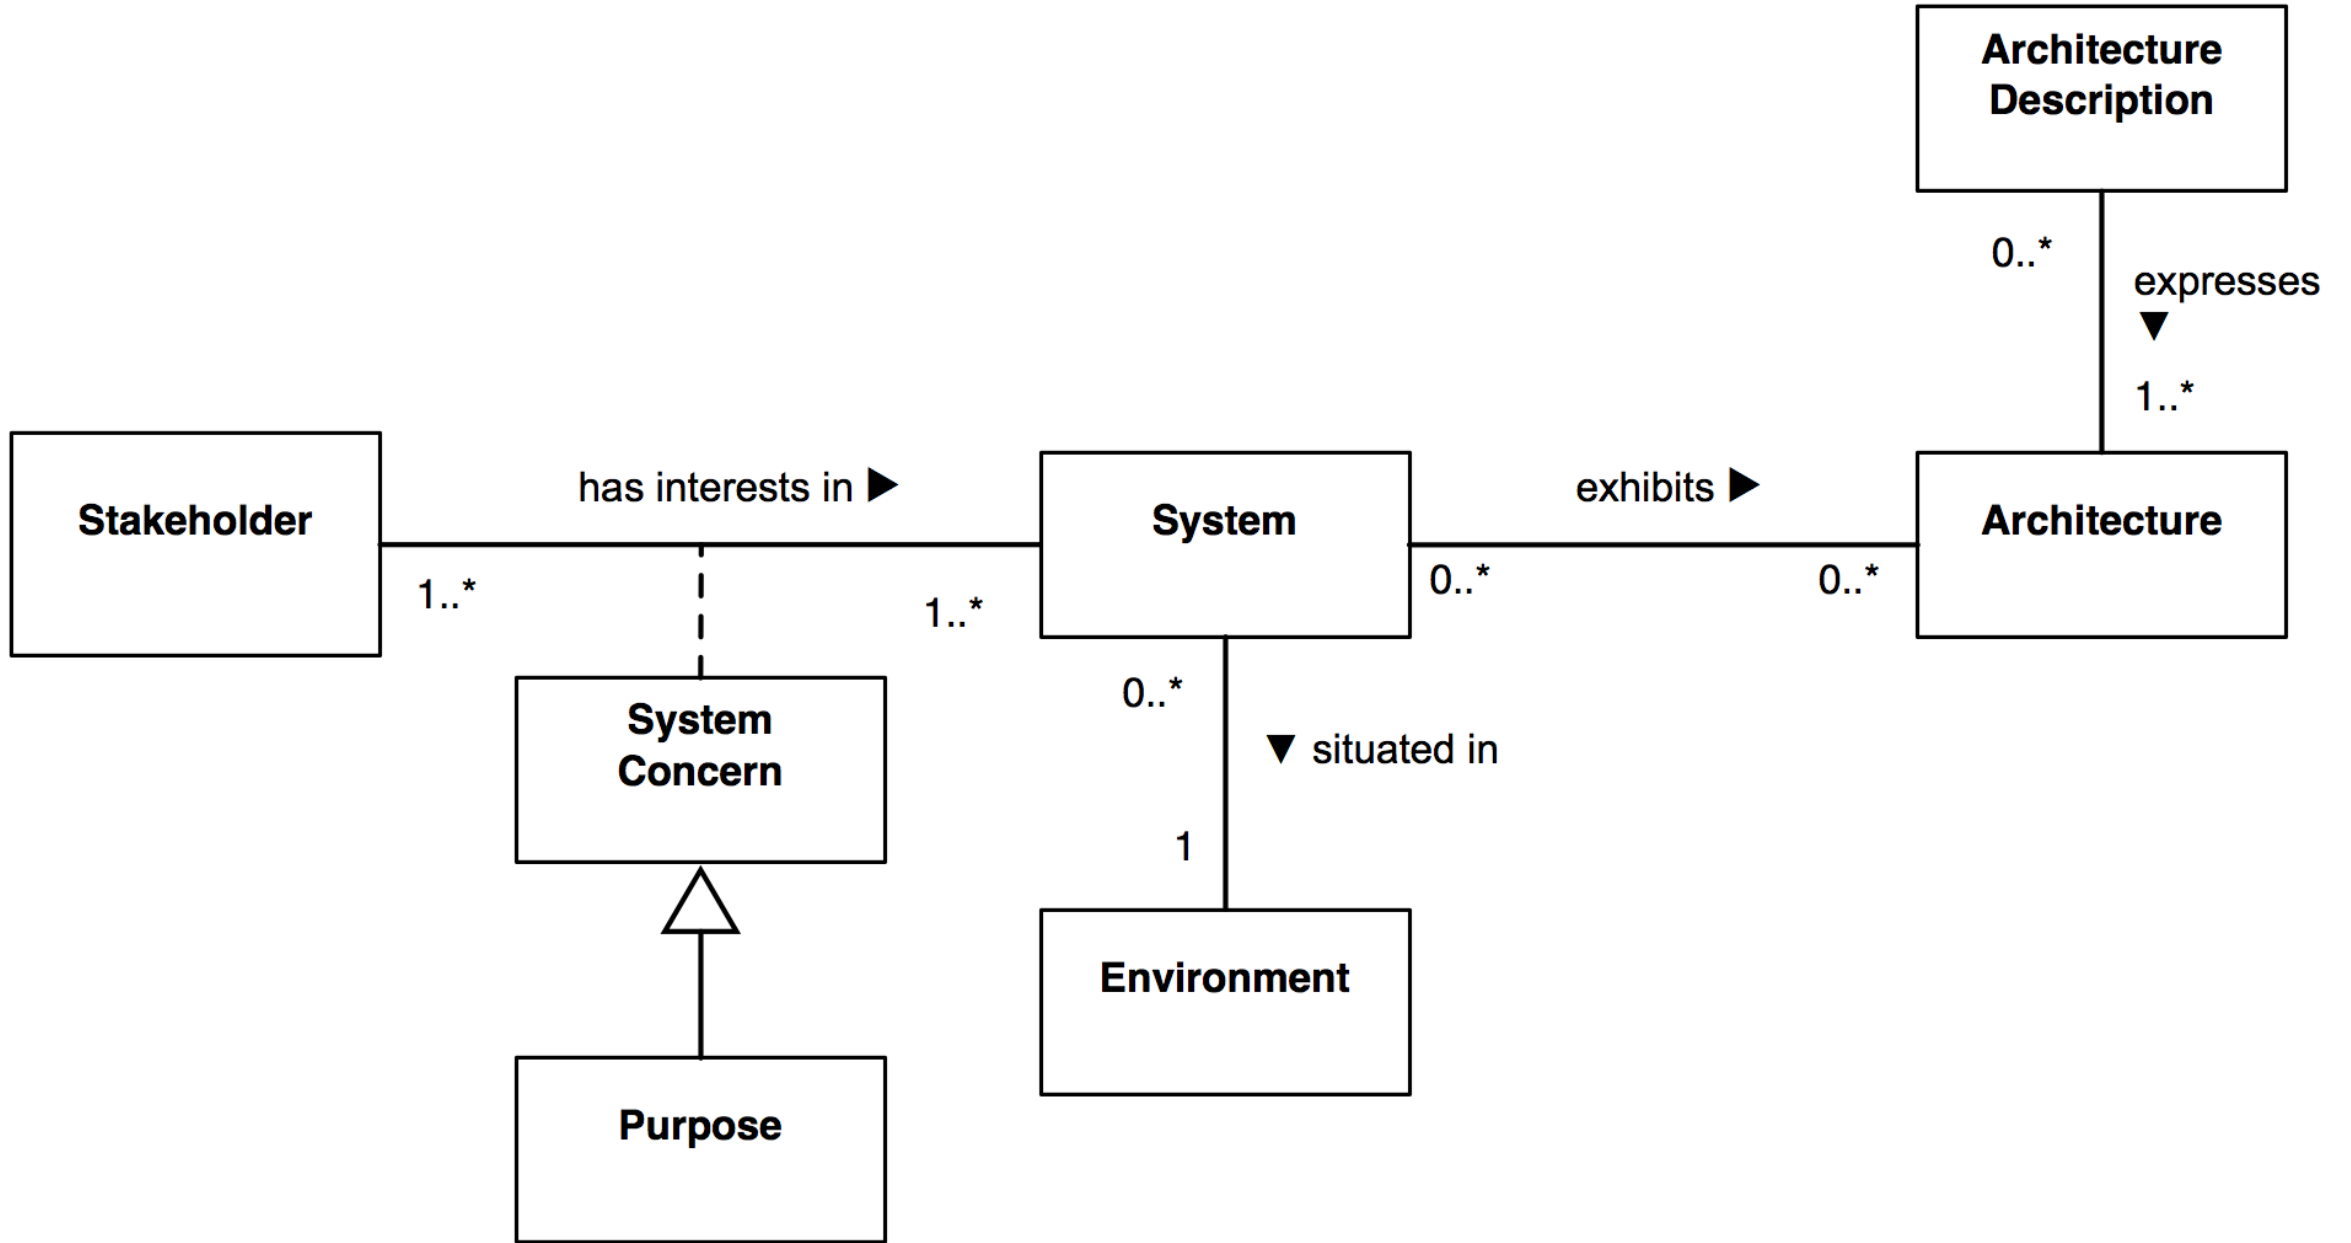 Architecture
Description
0..*
expresses
▼
1..*
Stakeholder
has interests in ▶
System
exhibits ▶
Architecture
1..*
1..*
0..*
0..*
System
Concern
0..*
▼ situated in
1
Environment
Purpose